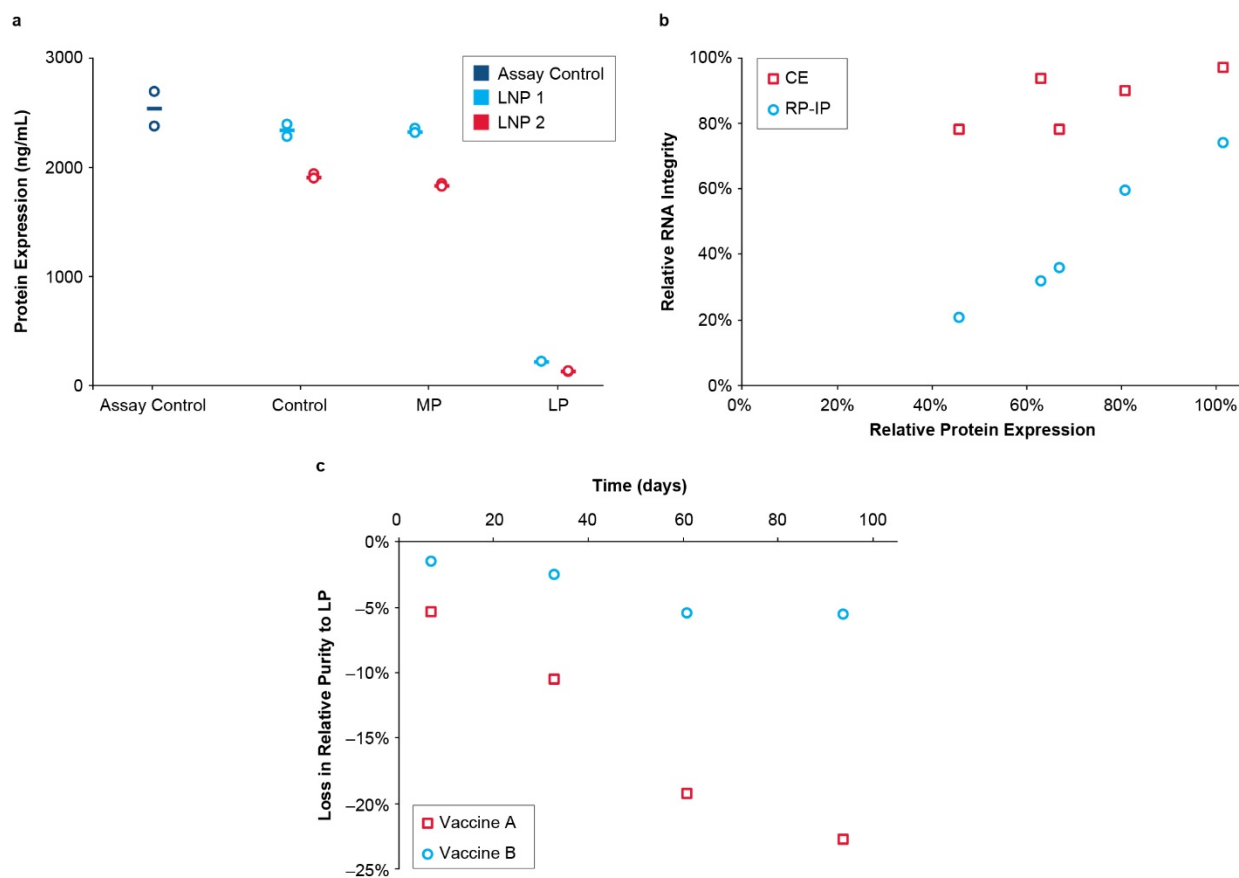 a
Protein Expression (ng/mL)
3000
2000
1000
0
Assay Control
LNP 1
LNP 2
Assay Control Control MP LP
b
Relative RNA Integrity
100%
80%
60%
40%
20%
0%
CE
RP-IP
0% 20% 40% 60% 80% 100%
Relative Protein Expression
c
Time (days)
0 20 40 60 80 100
Loss in Relative Purity to LP
0%
–5%
–10%
–15%
–20%
–25%
Vaccine A
Vaccine B